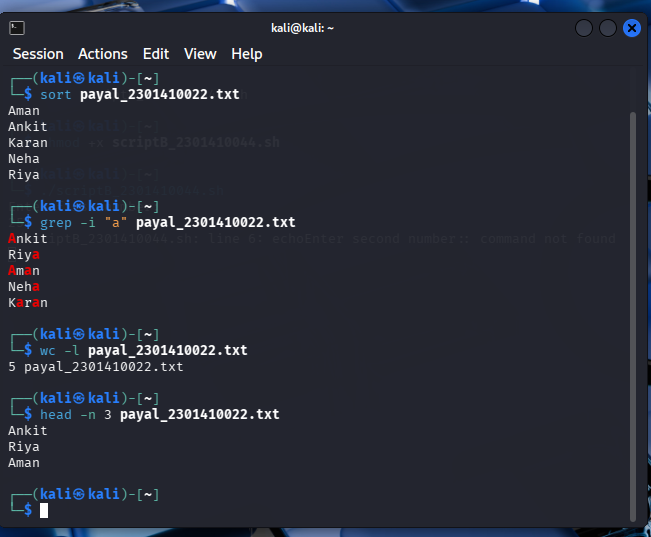 kali@kali: ~
Session Actions Edit View Help
┌──(kali㉿kali)-[~]
└─$ sort payal_2301410022.txt
Aman
Ankit
Karan
Neha
Riya
┌──(kali㉿kali)-[~]
└─$ grep -i "a" payal_2301410022.txt
Ankit
Riya
Aman
Neha
Karan
┌──(kali㉿kali)-[~]
└─$ wc -l payal_2301410022.txt
5 payal_2301410022.txt
┌──(kali㉿kali)-[~]
└─$ head -n 3 payal_2301410022.txt
Ankit
Riya
Aman
┌──(kali㉿kali)-[~]
└─$